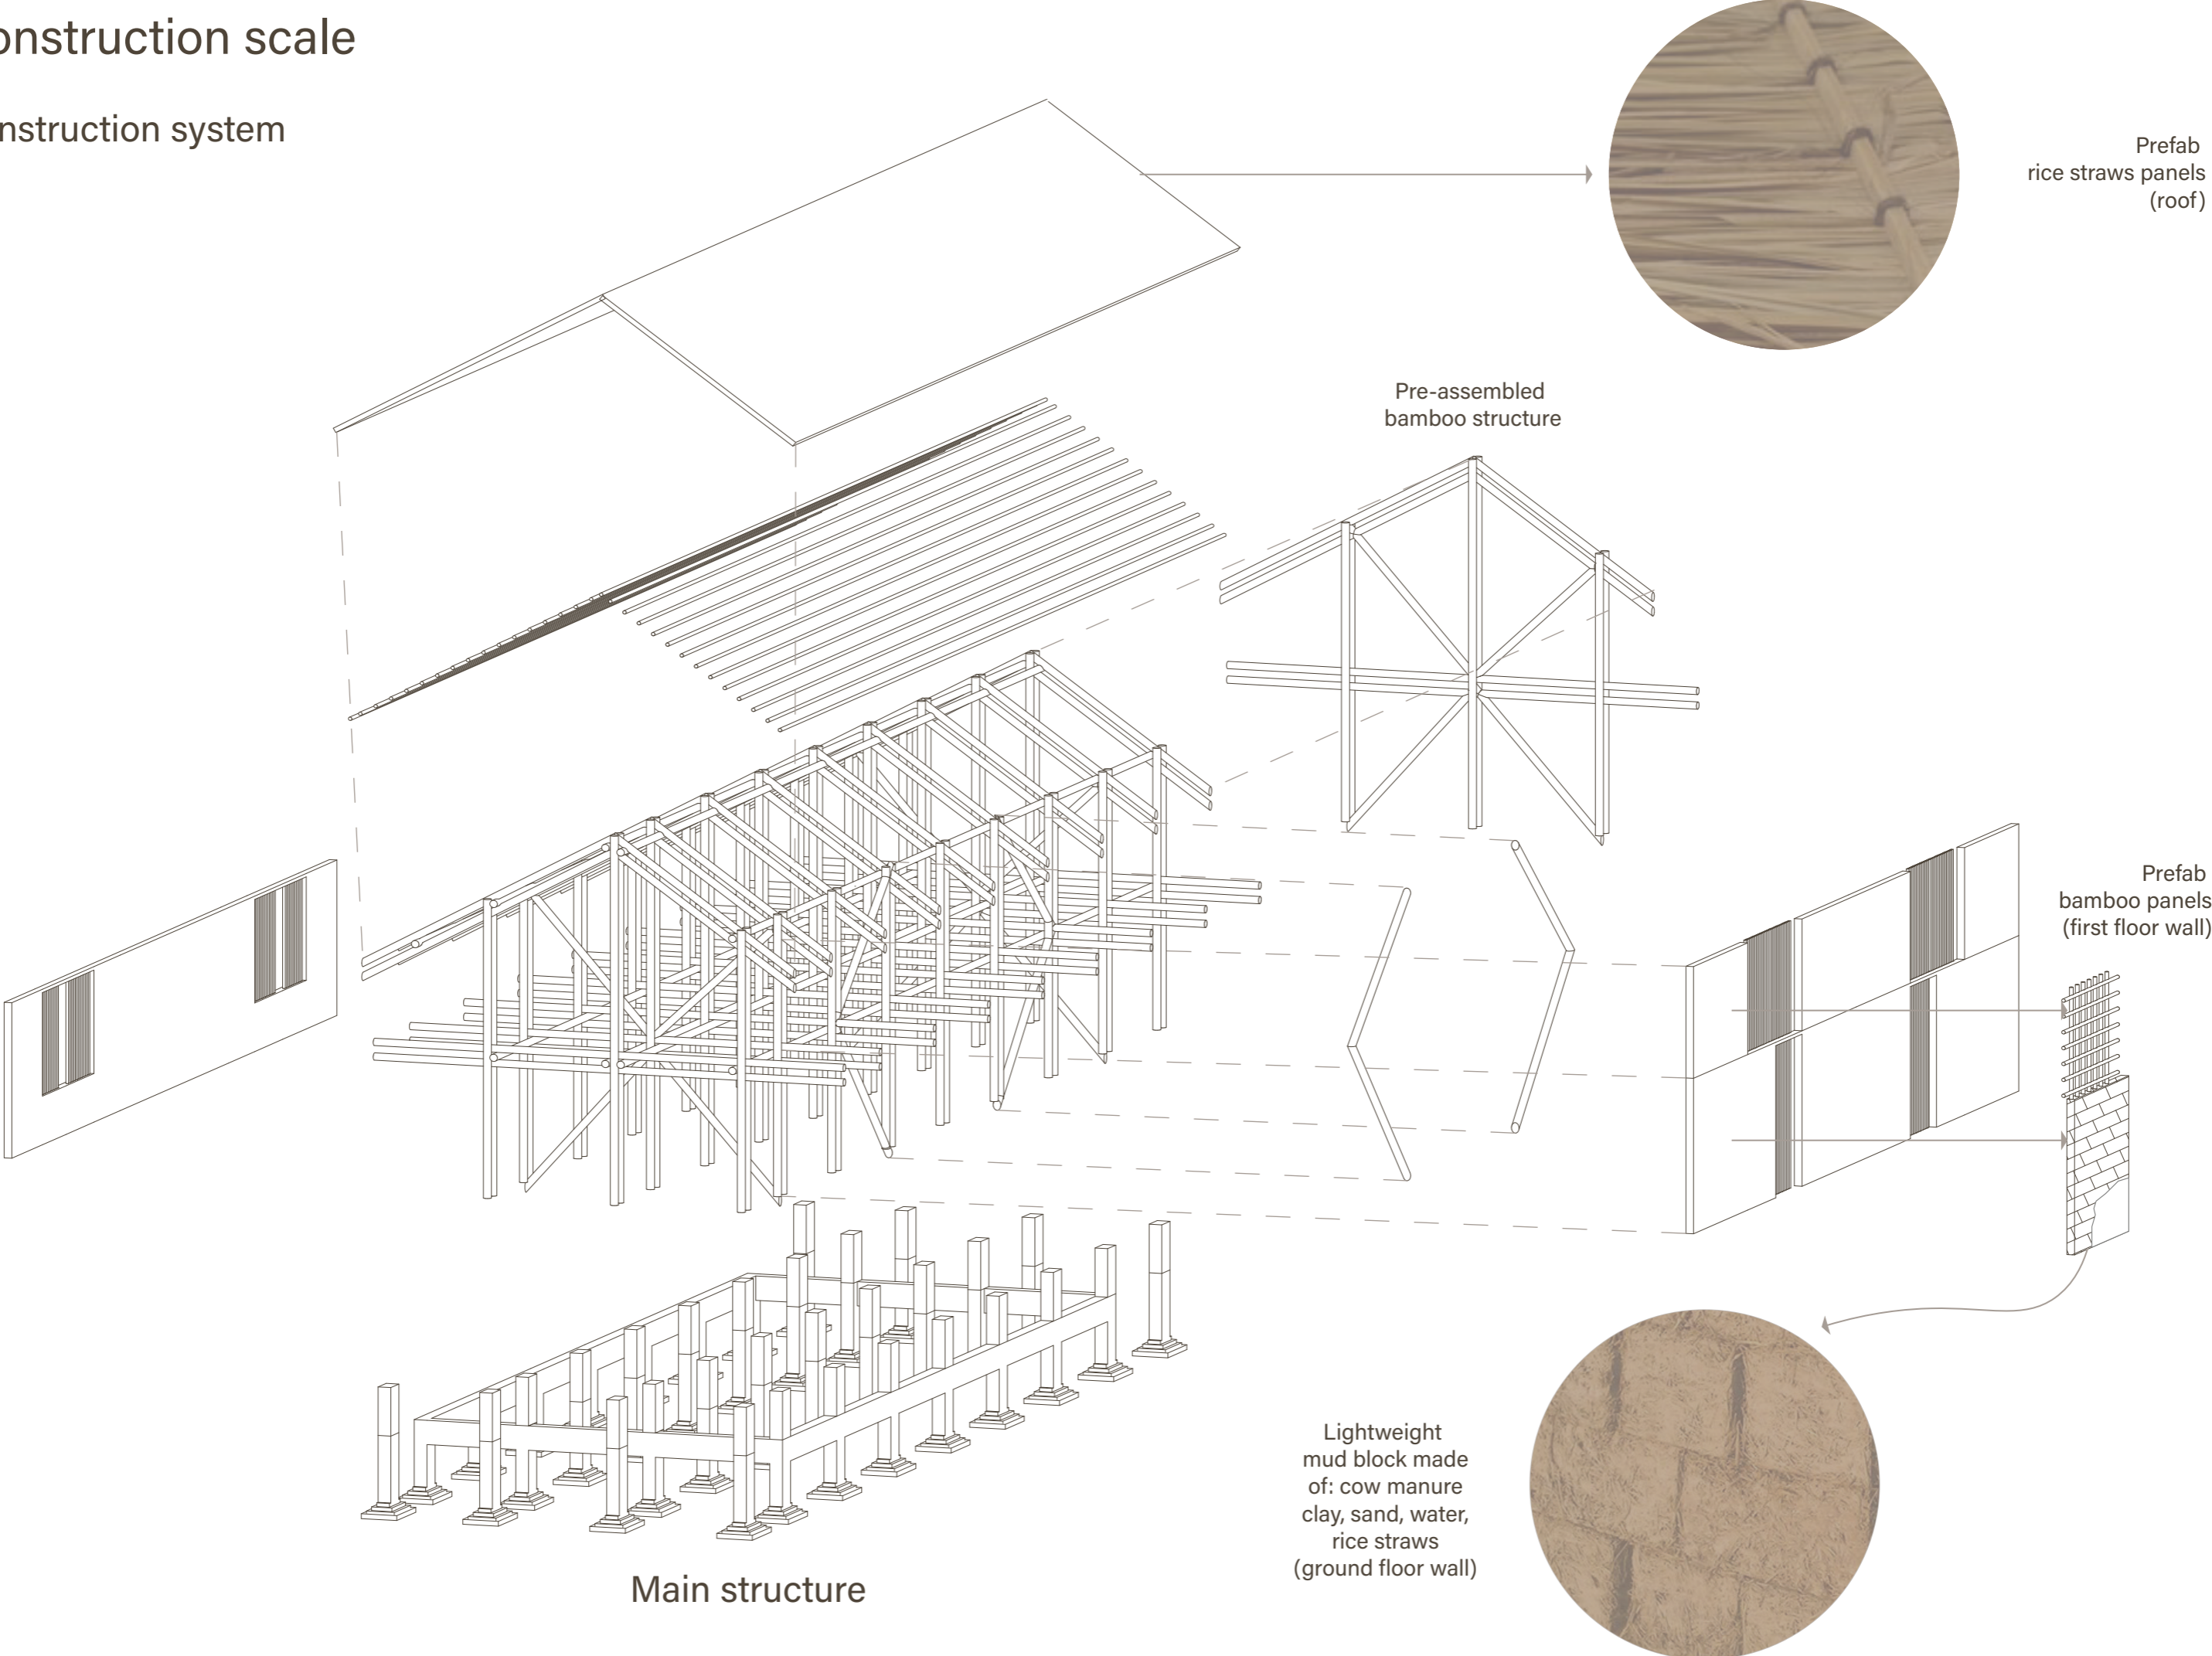 onstruction scale
nstruction system
Prefab
rice straws panels
(roof)
Pre-assembled
bamboo structure
Prefab
bamboo panels
(first floor wall)
Lightweight
mud block made
of: cow manure
clay, sand, water,
rice straws
(ground floor wall)
Main structure